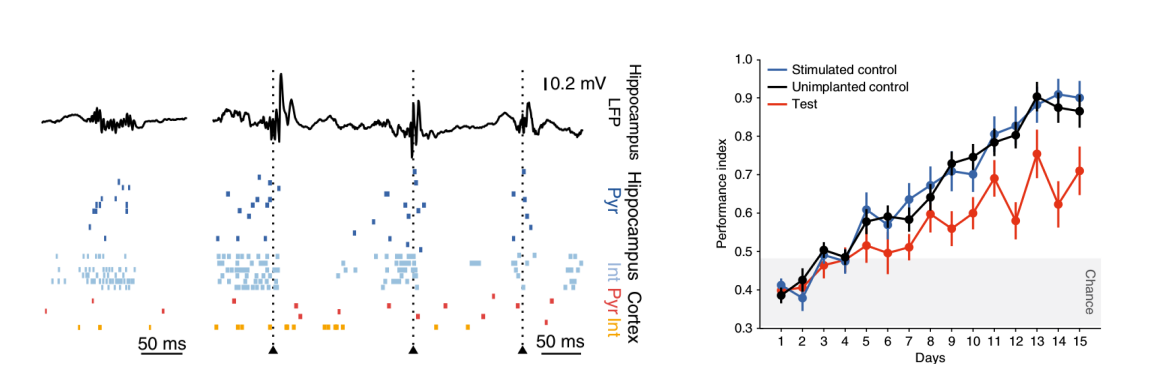 0.2 mV
Hippocampus
LFP
Hippocampus
Pyr
Hippocampus
Int
Cortex
Pyr Int
50 ms
50 ms
1.0
0.9
0.8
0.7
0.6
0.5
0.4
0.3
Performance index
Stimulated control
Unimplanted control
Test
Chance
1 2 3 4 5 6 7 8 9 10 11 12 13 14 15
Days